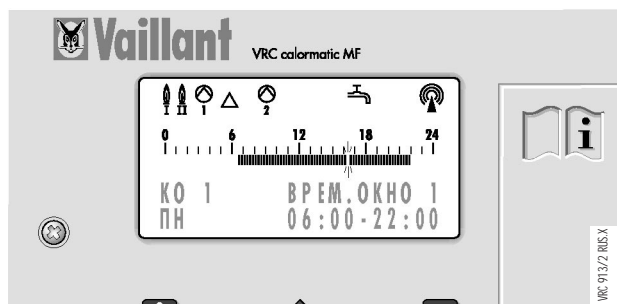 Vaillant
VRC calormatic MF
I II 1 2
0 6 12 18 24
КО 1 ВРЕМ.ОКНО 1
ПН 06:00-22:00
i
VRC 913/2 RUS.X